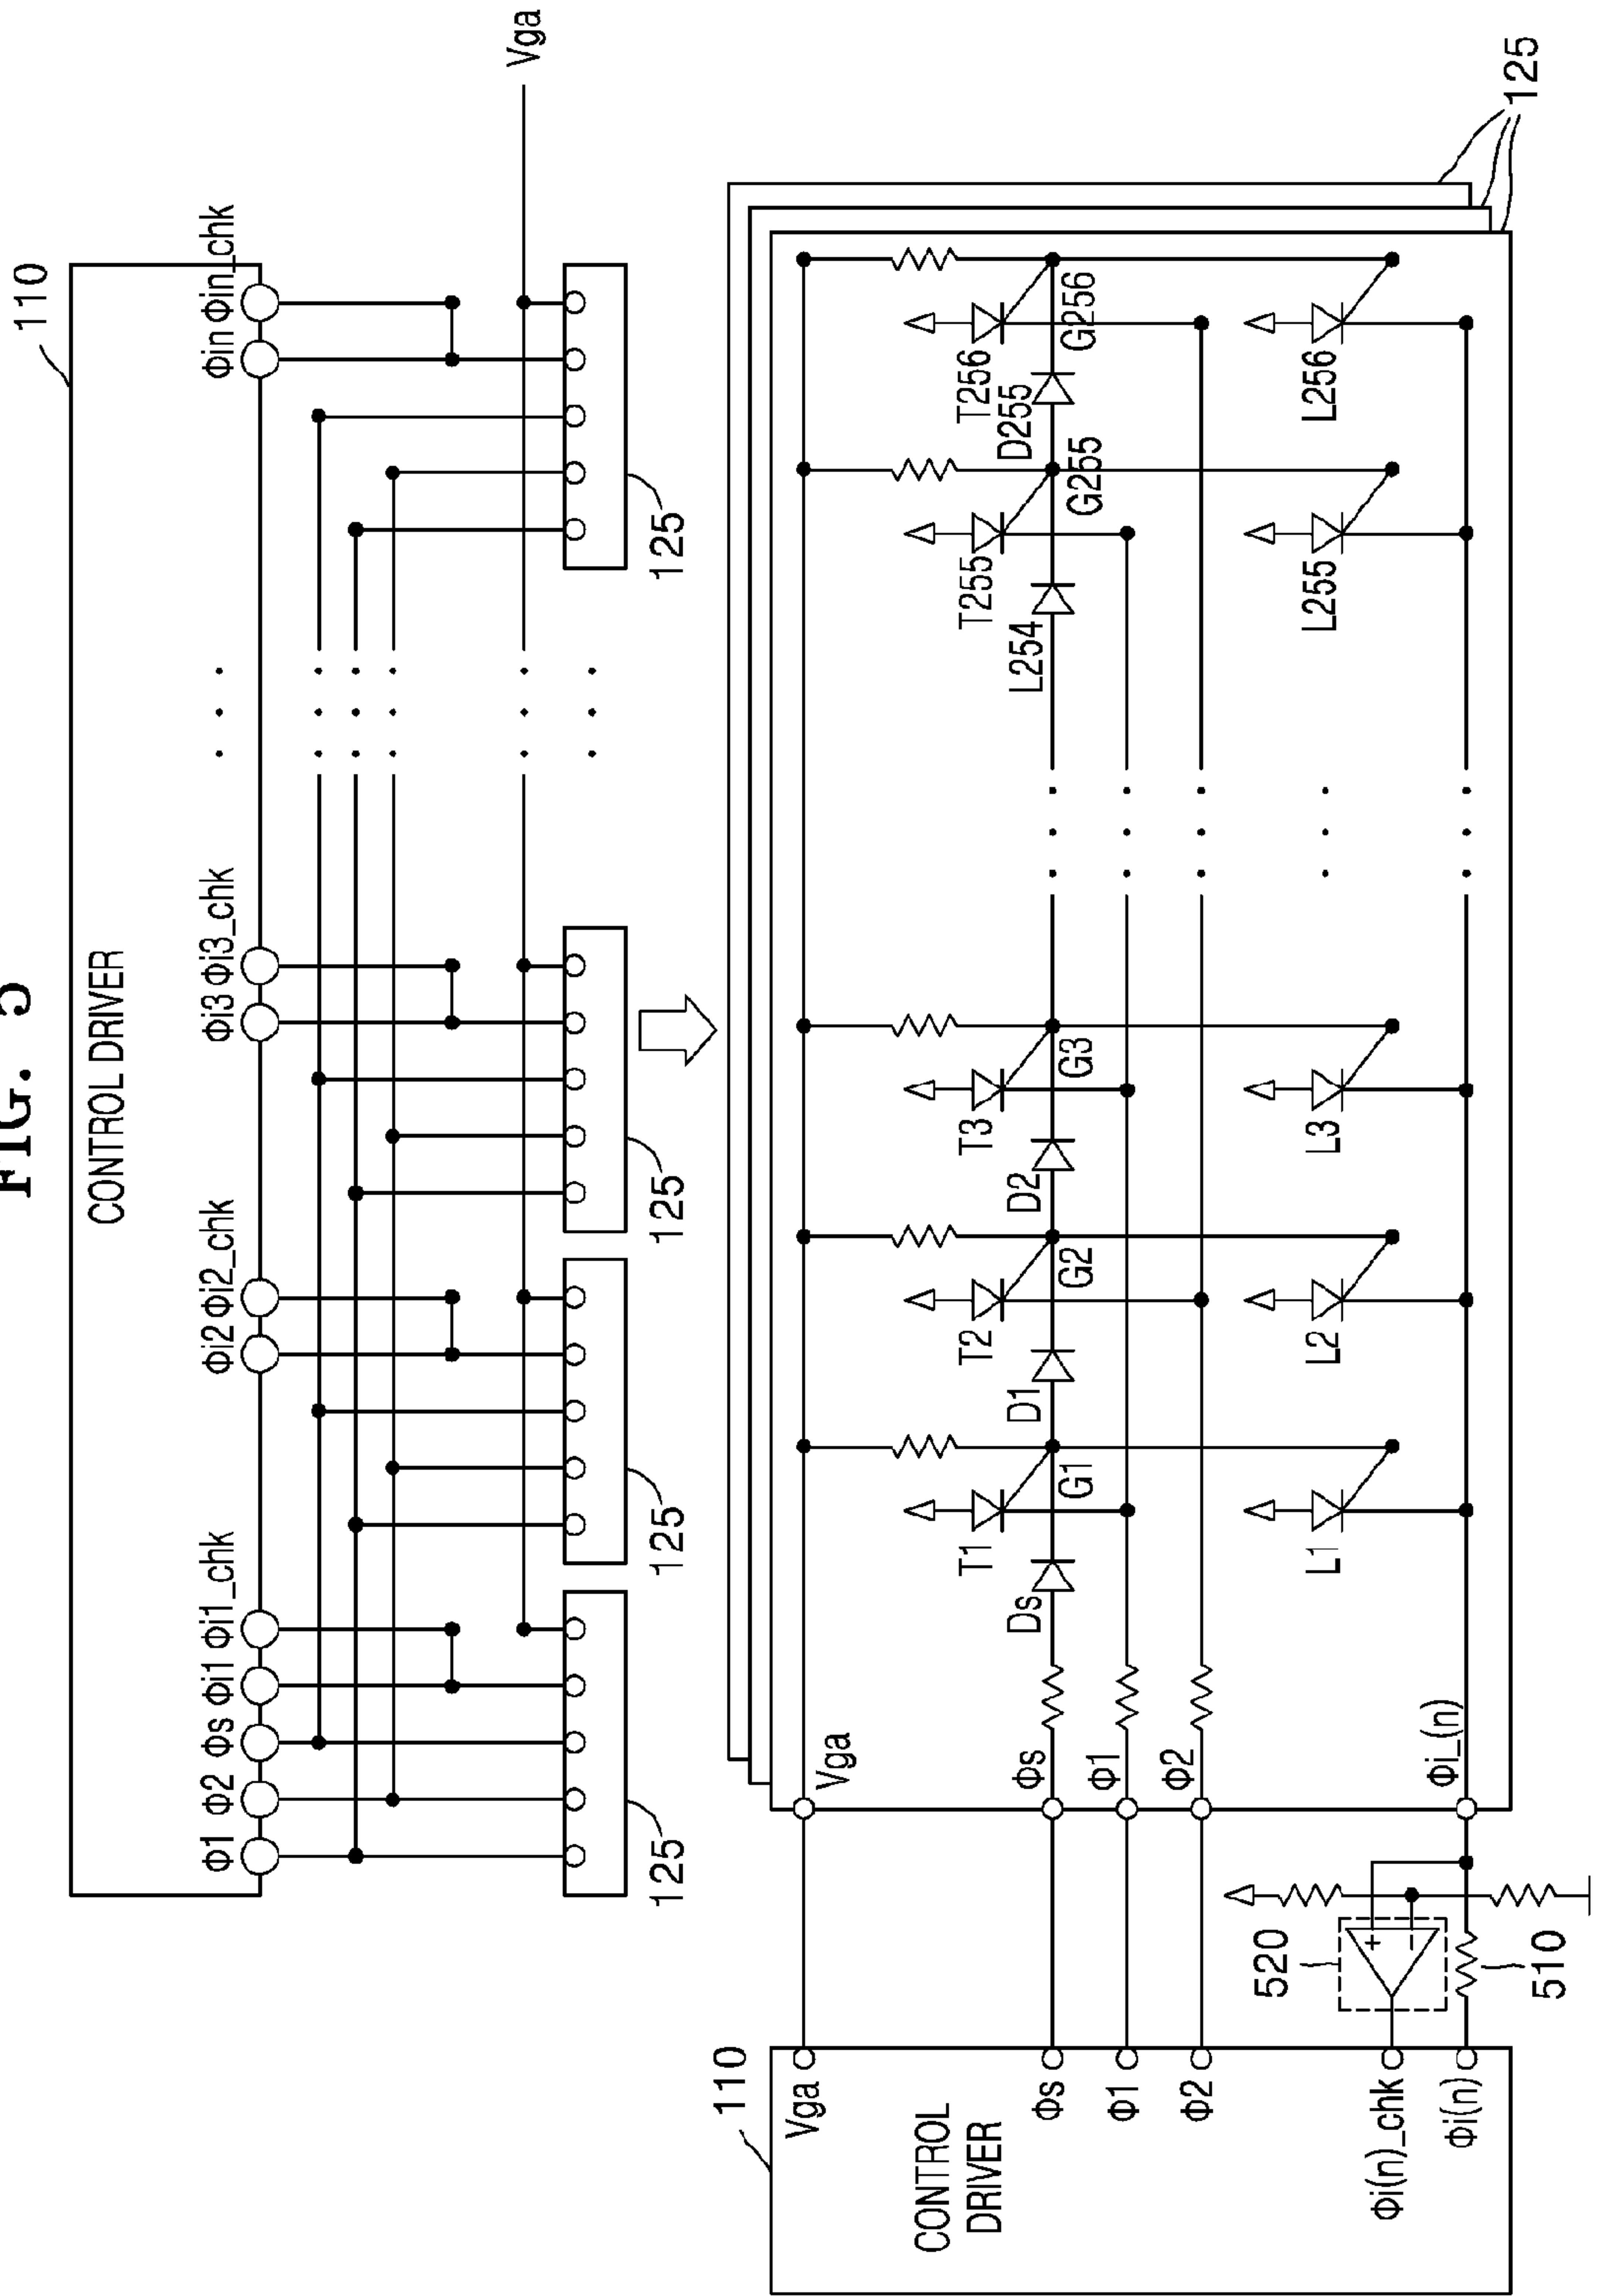 FIG. 5
110
CONTROL DRIVER
Φ1 Φ2 Φs Φi1 Φi1_chk Φi2 Φi2_chk Φi3 Φi3_chk Φin Φin_chk
Vga
125 125 125 125
110
CONTROL
DRIVER
Vga
Φs
Φ1
Φ2
Φi(n)_chk
Φi(n)
520
+
−
510
Vga
Φs
Φ1
Φ2
Φi_(n)
T1 T2 T3 T255 T256
Ds D1 D2 L254 D255
G1 G2 G3 G255 G256
L1 L2 L3 L255 L256
125